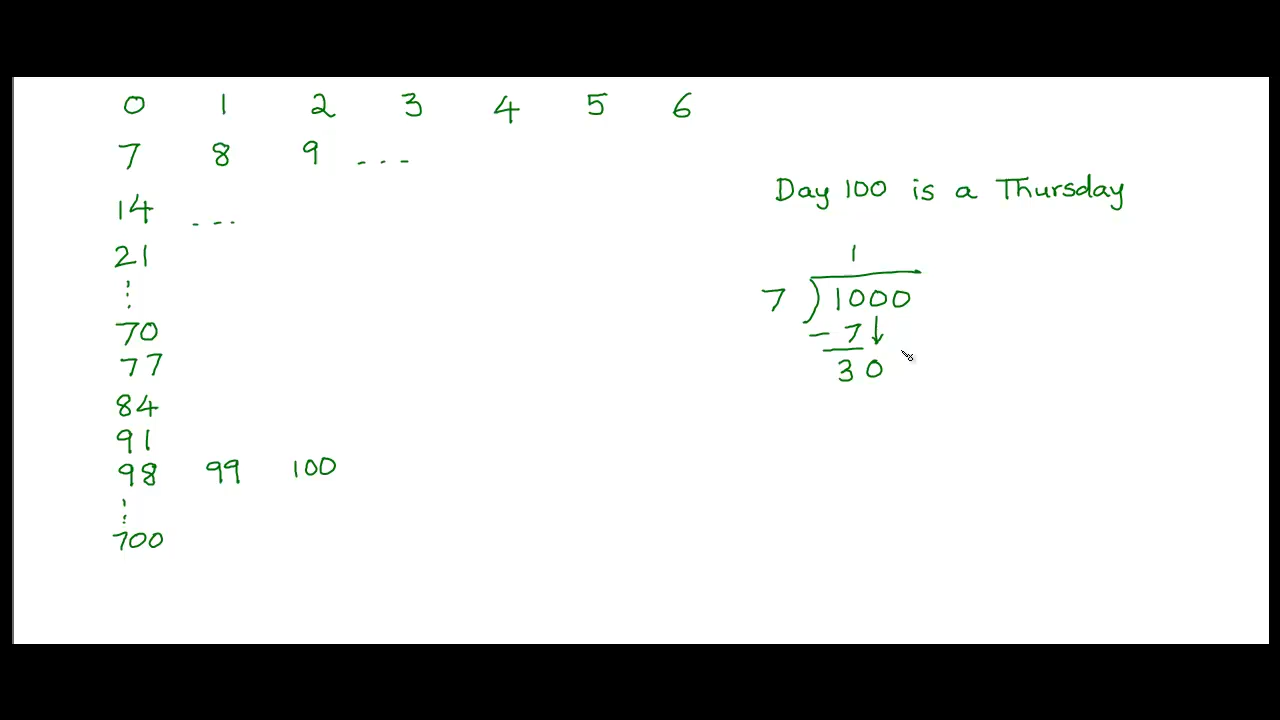 0 1 2 3 4 5 6
7 8 9 ...
14 ...
21
⋮
70
77
84
91
98 99 100
⋮
700
Day 100 is a Thursday
1
7 ) 1000
- 7 ↓
30